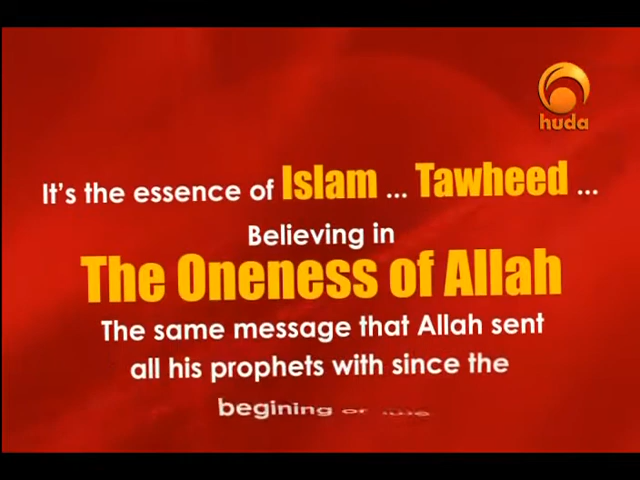 huda
It's the essence of Islam ... Tawheed ...
Believing in
The Oneness of Allah
The same message that Allah sent
all his prophets with since the
begining